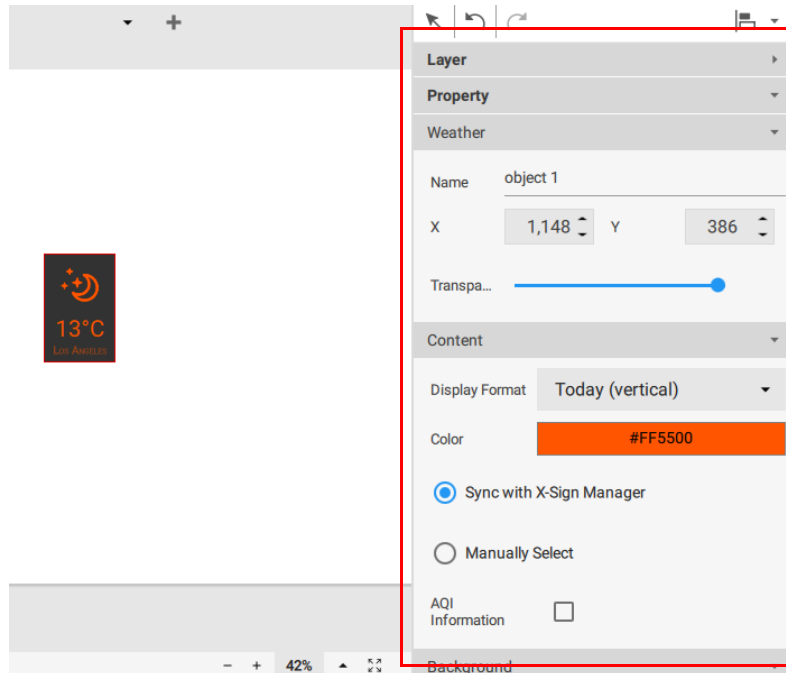 Layer
Property
Weather
Name object 1
X 1,148 Y 386
Transpa...
13°C
Los Angeles
Content
Display Format Today (vertical)
Color #FF5500
Sync with X-Sign Manager
Manually Select
AQI
Information
− + 42%
Background